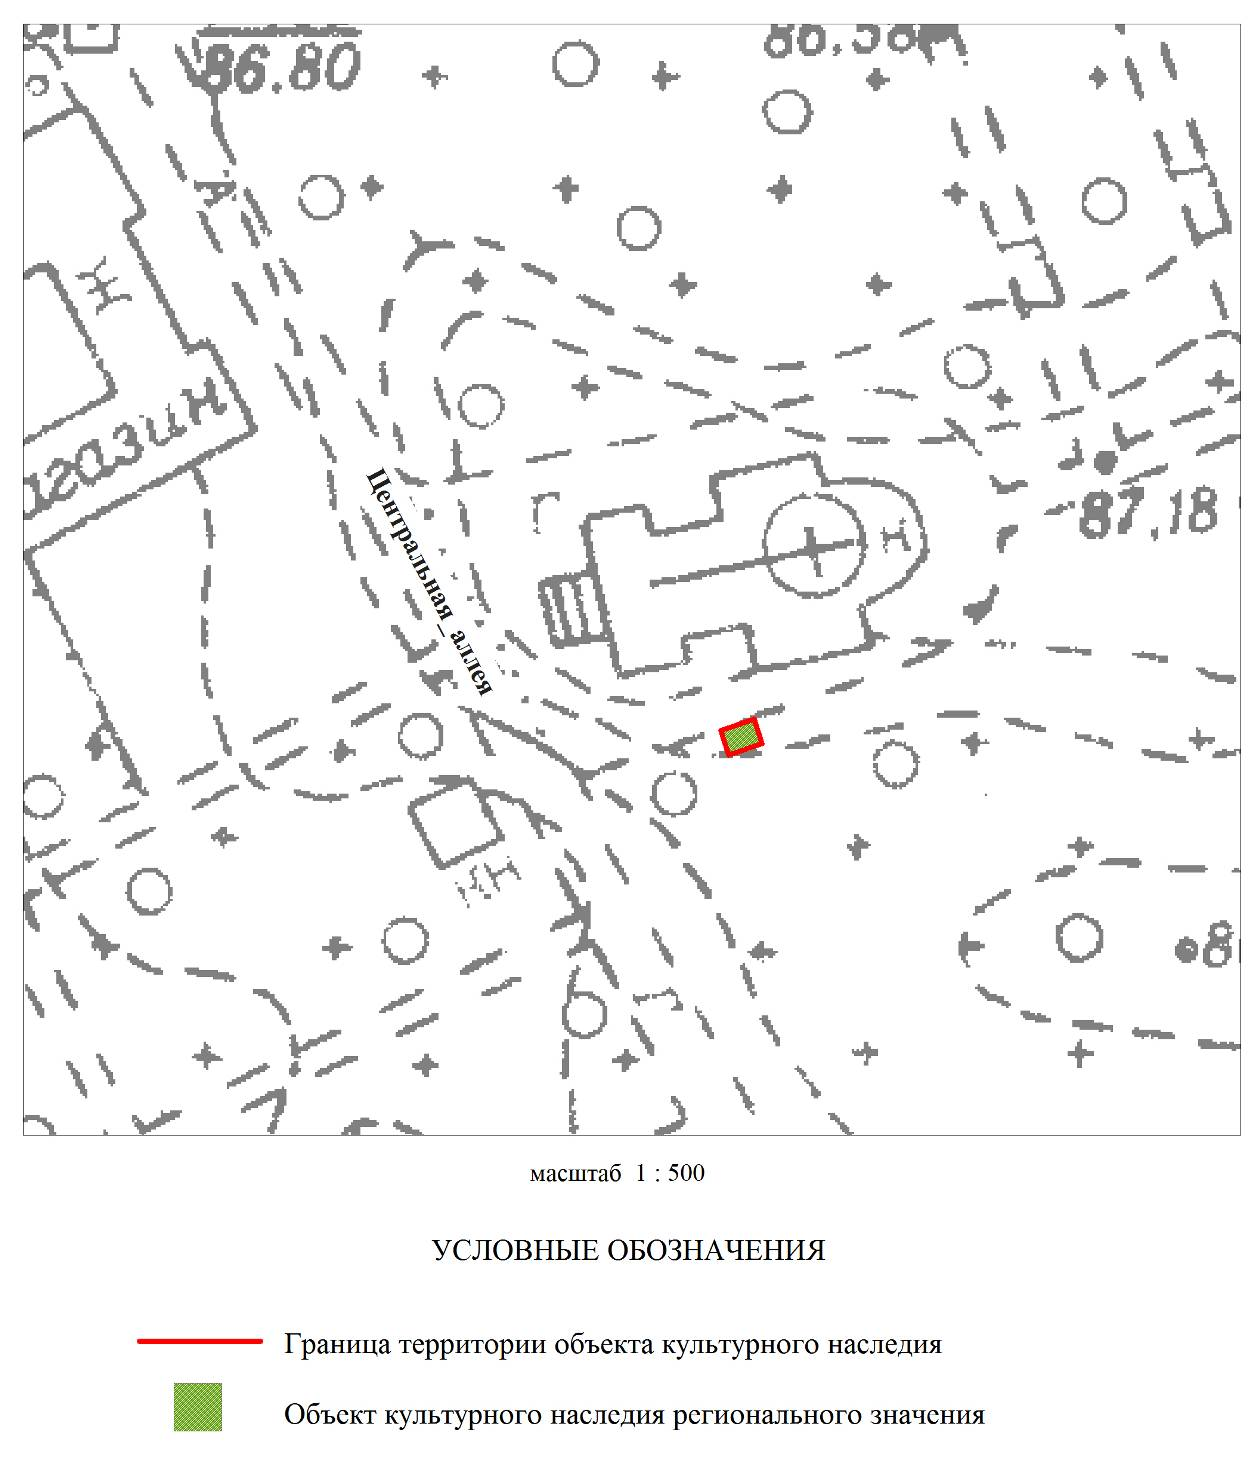 86.80
86.58
А
Ж
агазин
Центральная_аллея
Г
Н
87,18
КН
Г
8
масштаб 1 : 500
УСЛОВНЫЕ ОБОЗНАЧЕНИЯ
Граница территории объекта культурного наследия
Объект культурного наследия регионального значения